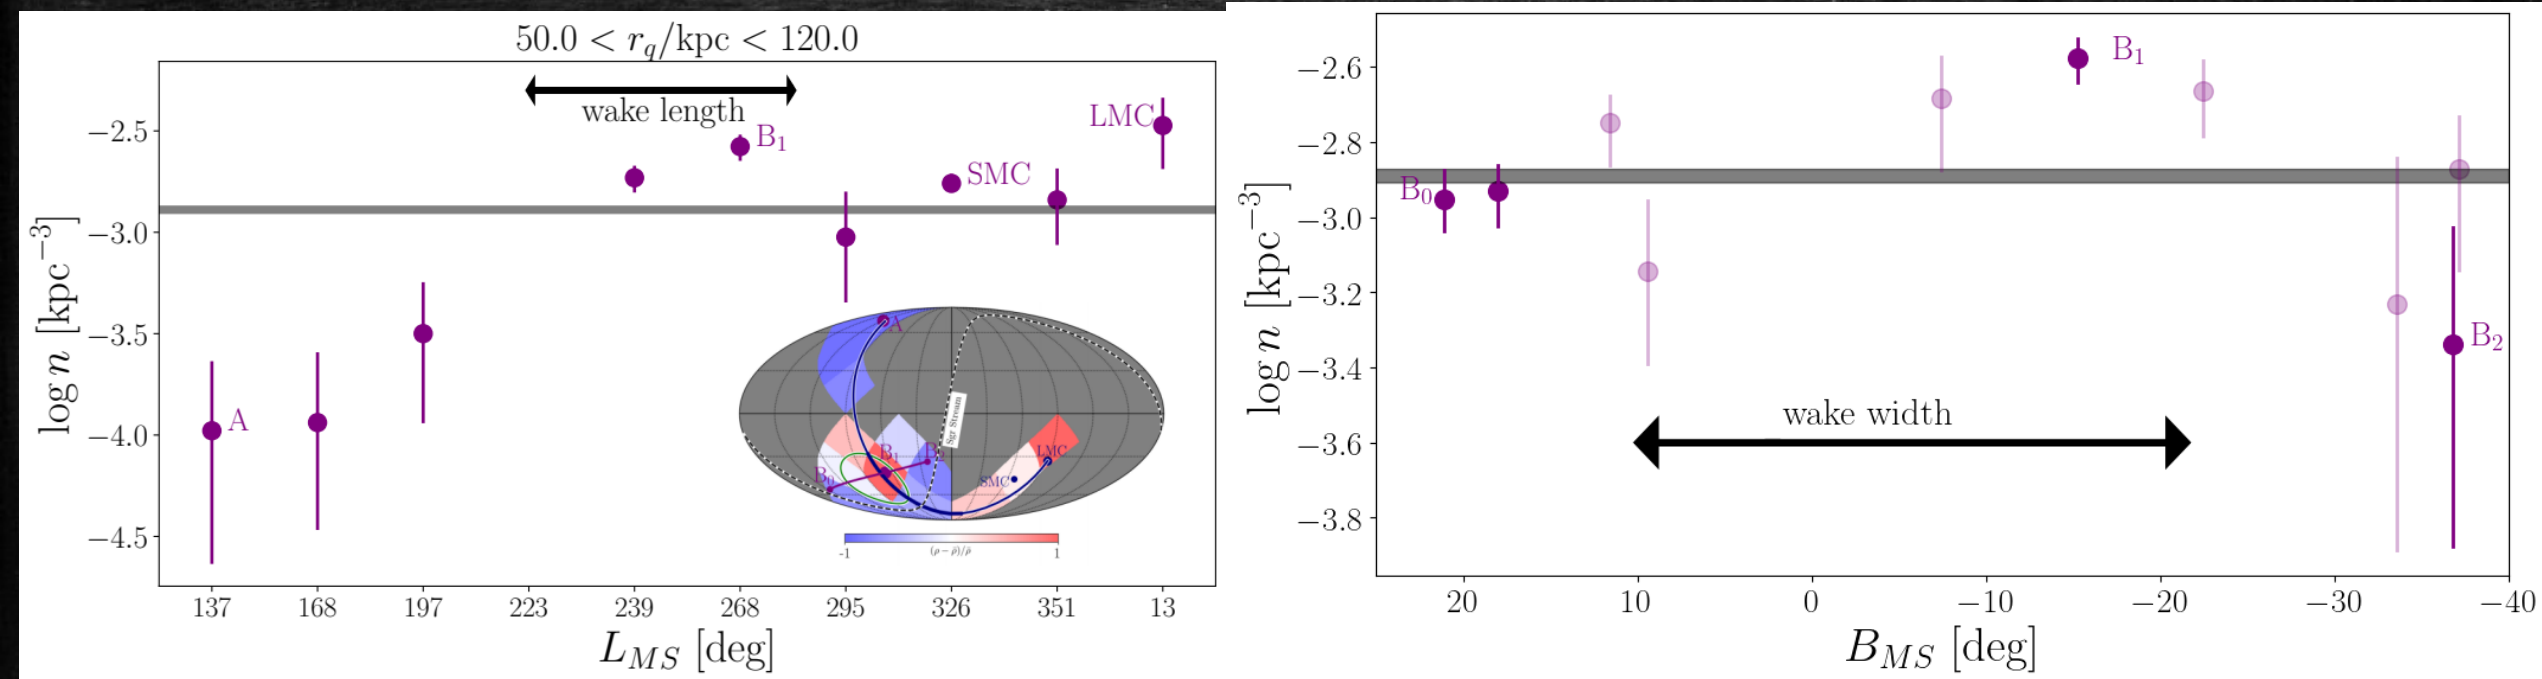 50.0 < r_q/kpc < 120.0
wake length
B₁
LMC
SMC
A
−2.5
−3.0
−3.5
−4.0
−4.5
log n [kpc⁻³]
137 168 197 223 239 268 295 326 351 13
L_MS [deg]
A
Sgr Stream
B₀
B₁
B₂
SMC
LMC
-1 (ρ − ρ̄)/ρ̄ 1
−2.6
−2.8
−3.0
−3.2
−3.4
−3.6
−3.8
log n [kpc⁻³]
B₁
B₀
B₂
wake width
20 10 0 −10 −20 −30 −40
B_MS [deg]